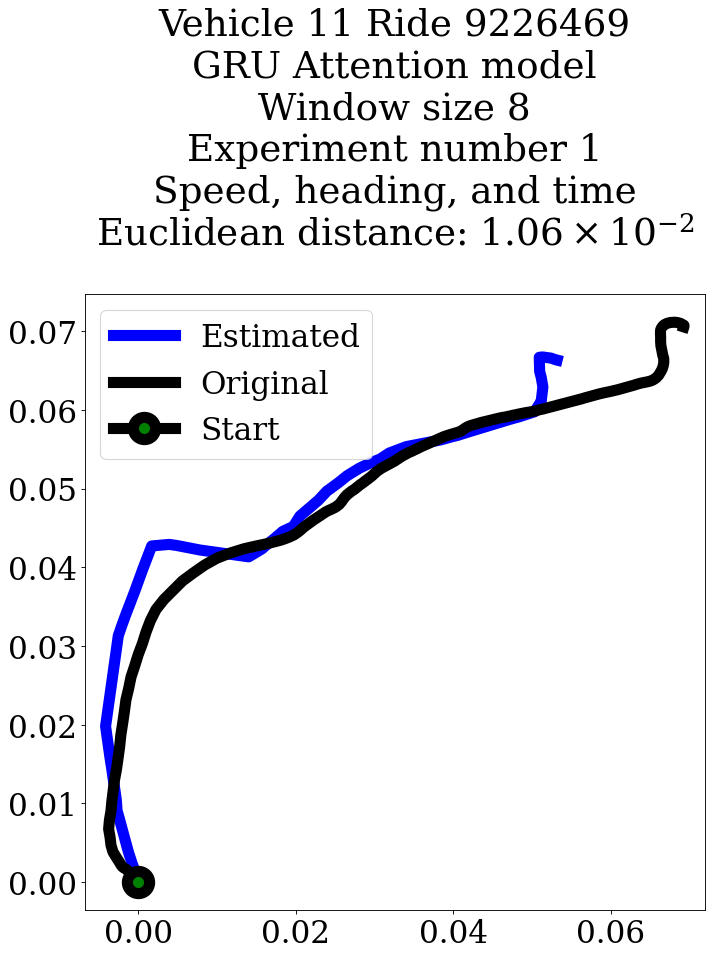 Vehicle 11 Ride 9226469
GRU Attention model
Window size 8
Experiment number 1
Speed, heading, and time
Euclidean distance: 1.06 × 10⁻²
Estimated
Original
Start
0.07
0.06
0.05
0.04
0.03
0.02
0.01
0.00
0.00 0.02 0.04 0.06